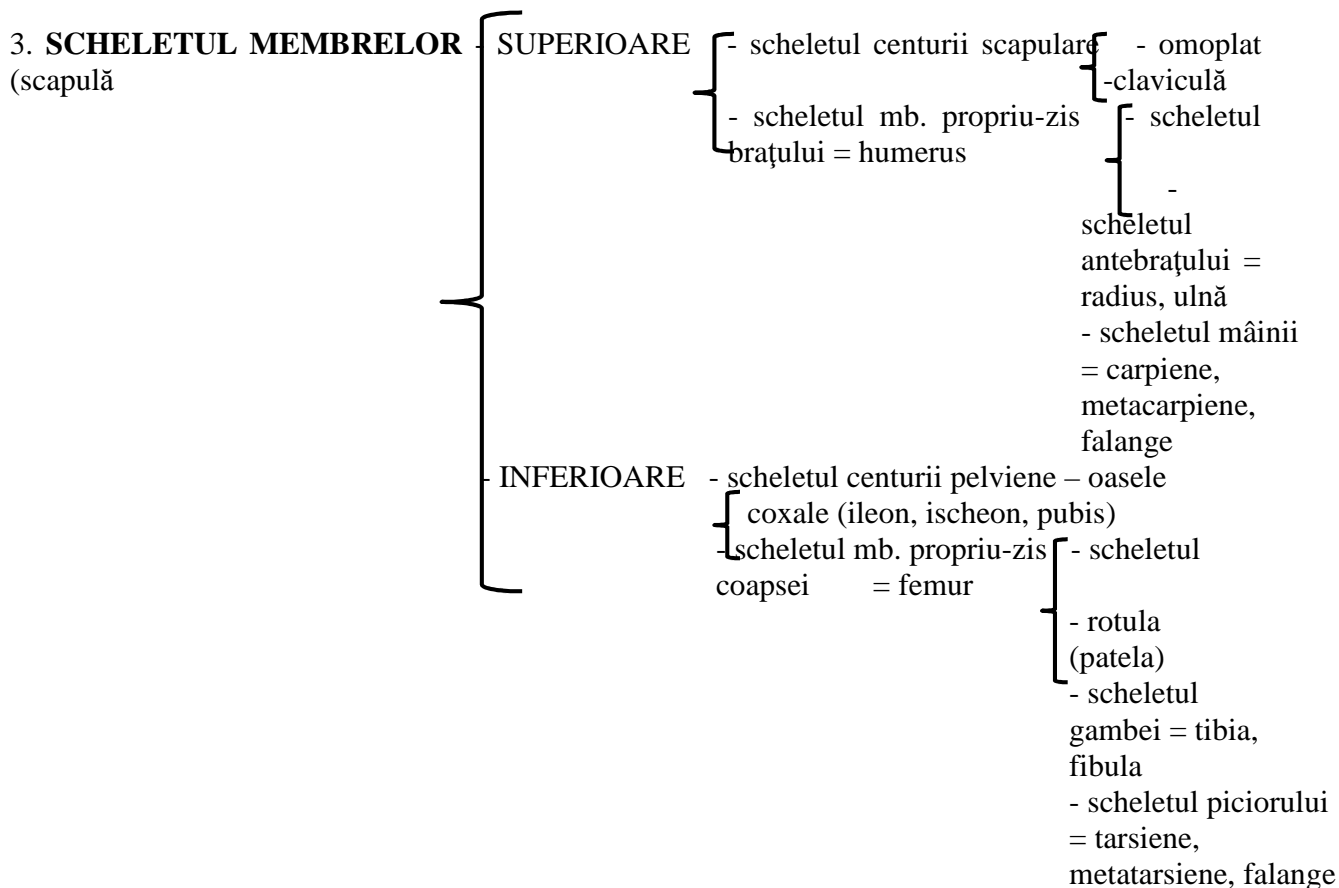 3. SCHELETUL MEMBRELOR - SUPERIOARE - scheletul centurii scapulare - omoplat
(scapulă -claviculă
- scheletul mb. propriu-zis - scheletul
braţului = humerus
-
scheletul
antebraţului =
radius, ulnă
- scheletul mâinii
= carpiene,
metacarpiene,
falange
- INFERIOARE - scheletul centurii pelviene – oasele
coxale (ileon, ischeon, pubis)
- scheletul mb. propriu-zis - scheletul
coapsei = femur
- rotula
(patela)
- scheletul
gambei = tibia,
fibula
- scheletul piciorului
= tarsiene,
metatarsiene, falange